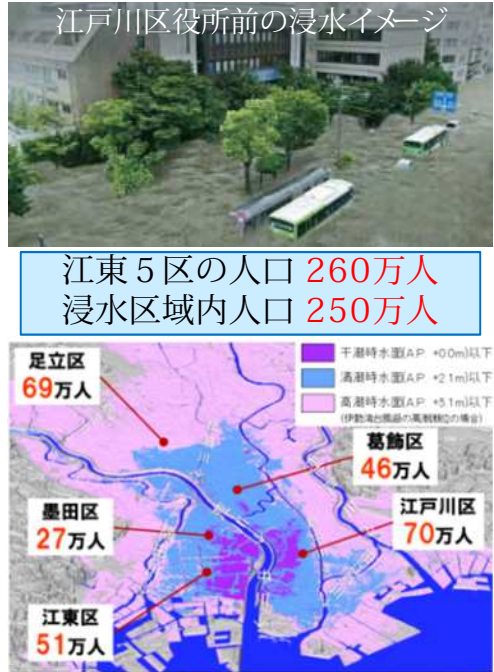 江戸川区役所前の浸水イメージ
江東5区の人口 260万人
浸水区域内人口 250万人
足立区
69万人
干潮時水面(A.P. +0.0m)以下
満潮時水面(A.P. +2.1m)以下
高潮時水面(A.P. +5.1m)以下
(伊勢湾台風級の高潮潮位の場合)
葛飾区
46万人
墨田区
27万人
江戸川区
70万人
江東区
51万人